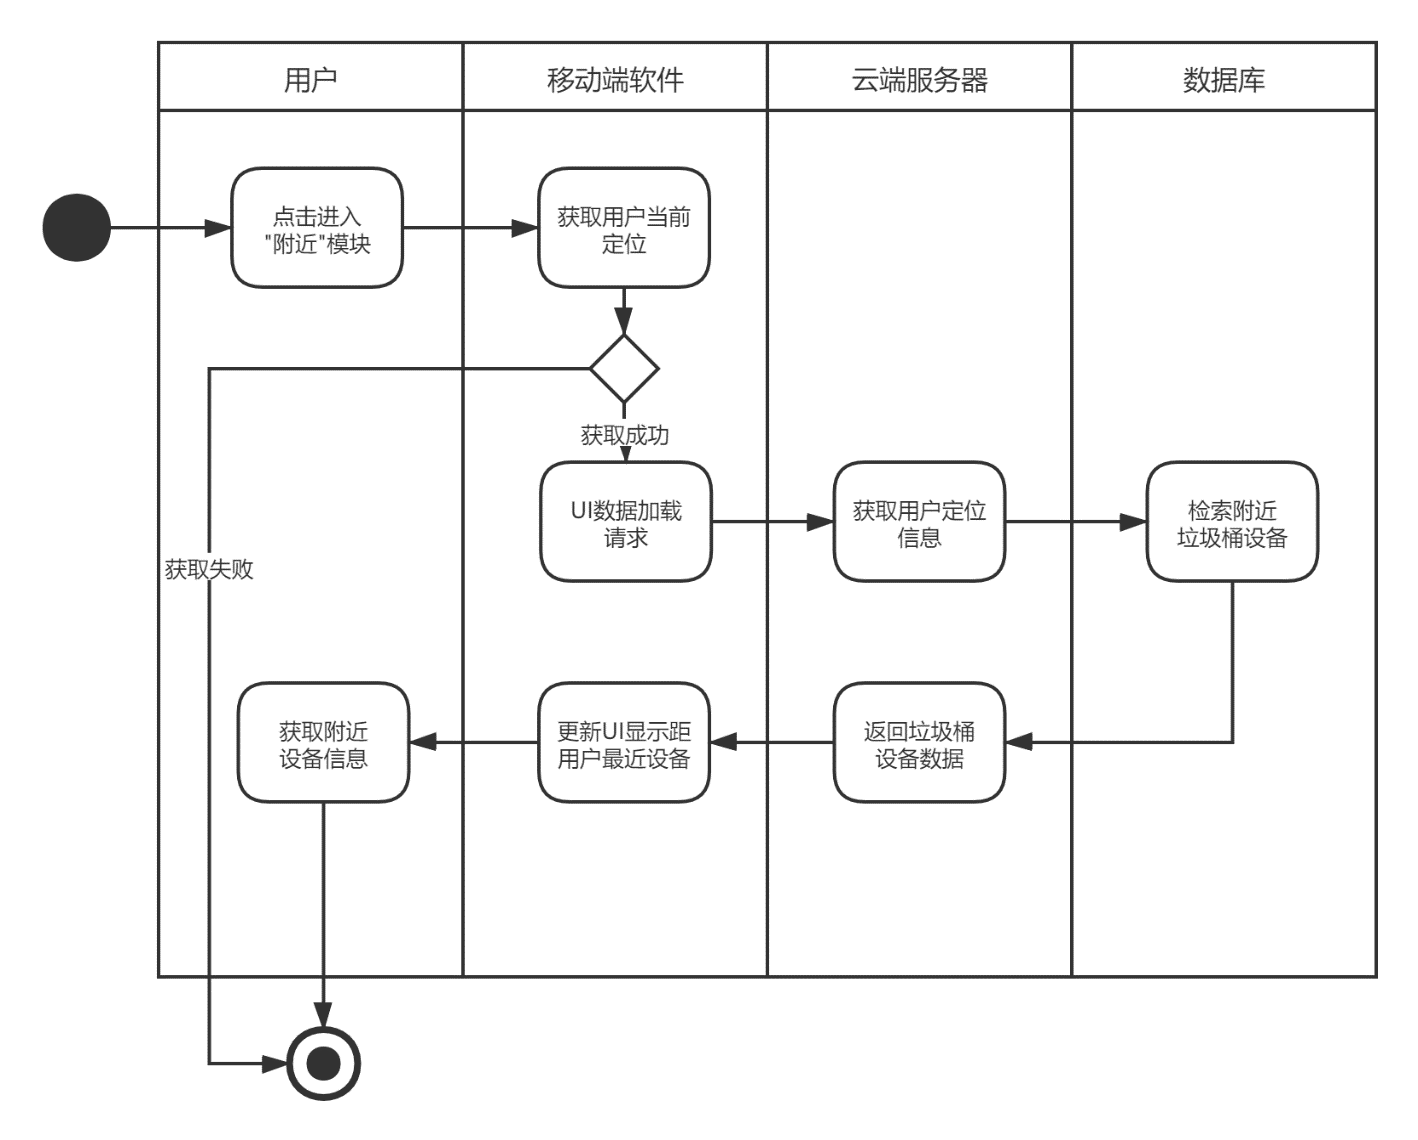 用户
移动端软件
云端服务器
数据库
点击进入
"附近"模块
获取用户当前
定位
获取成功
UI数据加载
请求
获取用户定位
信息
检索附近
垃圾桶设备
获取失败
获取附近
设备信息
更新UI显示距
用户最近设备
返回垃圾桶
设备数据